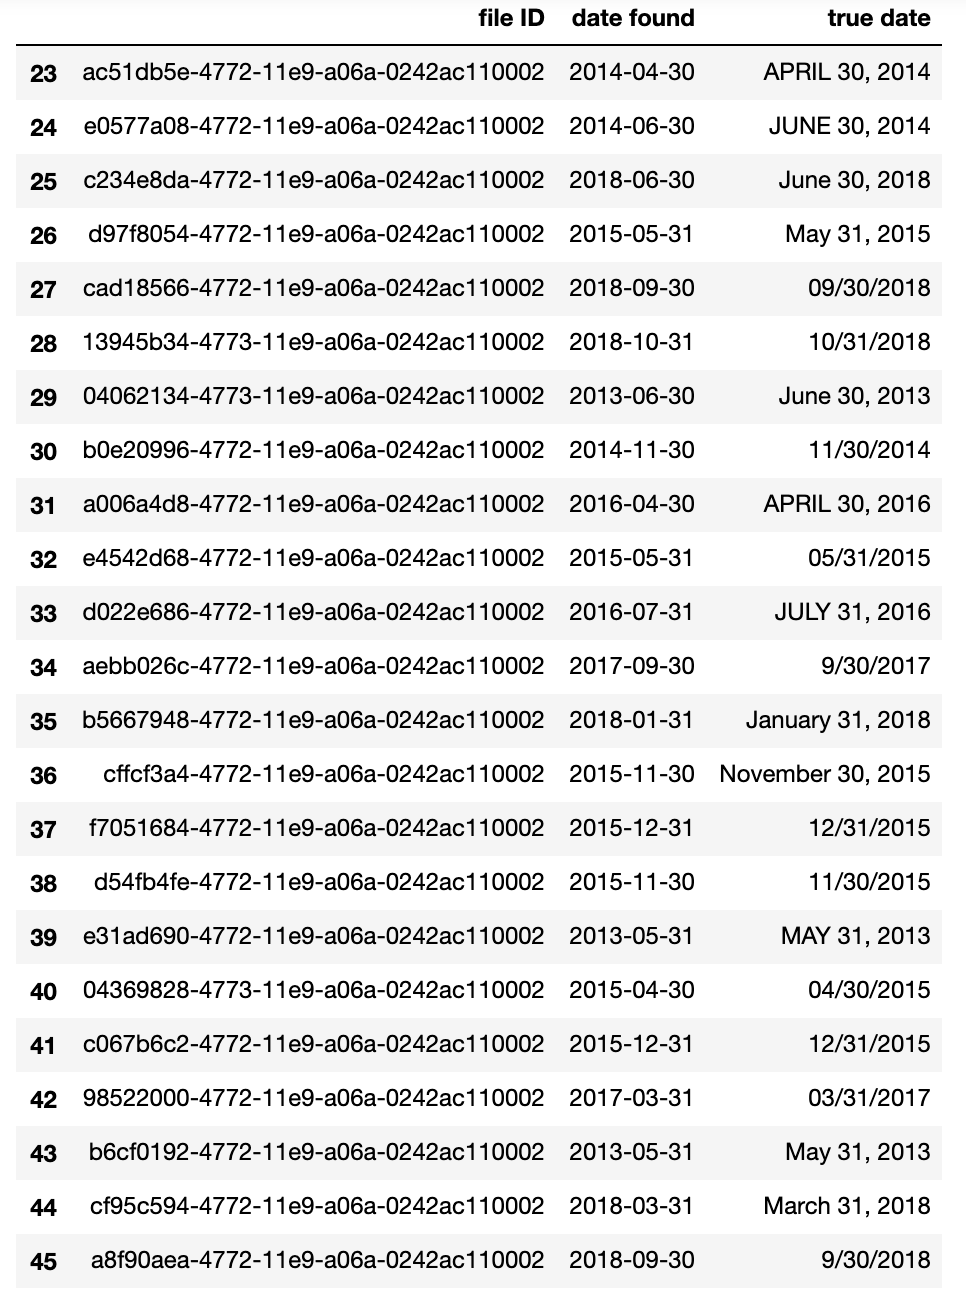 file ID date found true date
23 ac51db5e-4772-11e9-a06a-0242ac110002 2014-04-30 APRIL 30, 2014
24 e0577a08-4772-11e9-a06a-0242ac110002 2014-06-30 JUNE 30, 2014
25 c234e8da-4772-11e9-a06a-0242ac110002 2018-06-30 June 30, 2018
26 d97f8054-4772-11e9-a06a-0242ac110002 2015-05-31 May 31, 2015
27 cad18566-4772-11e9-a06a-0242ac110002 2018-09-30 09/30/2018
28 13945b34-4773-11e9-a06a-0242ac110002 2018-10-31 10/31/2018
29 04062134-4773-11e9-a06a-0242ac110002 2013-06-30 June 30, 2013
30 b0e20996-4772-11e9-a06a-0242ac110002 2014-11-30 11/30/2014
31 a006a4d8-4772-11e9-a06a-0242ac110002 2016-04-30 APRIL 30, 2016
32 e4542d68-4772-11e9-a06a-0242ac110002 2015-05-31 05/31/2015
33 d022e686-4772-11e9-a06a-0242ac110002 2016-07-31 JULY 31, 2016
34 aebb026c-4772-11e9-a06a-0242ac110002 2017-09-30 9/30/2017
35 b5667948-4772-11e9-a06a-0242ac110002 2018-01-31 January 31, 2018
36 cffcf3a4-4772-11e9-a06a-0242ac110002 2015-11-30 November 30, 2015
37 f7051684-4772-11e9-a06a-0242ac110002 2015-12-31 12/31/2015
38 d54fb4fe-4772-11e9-a06a-0242ac110002 2015-11-30 11/30/2015
39 e31ad690-4772-11e9-a06a-0242ac110002 2013-05-31 MAY 31, 2013
40 04369828-4773-11e9-a06a-0242ac110002 2015-04-30 04/30/2015
41 c067b6c2-4772-11e9-a06a-0242ac110002 2015-12-31 12/31/2015
42 98522000-4772-11e9-a06a-0242ac110002 2017-03-31 03/31/2017
43 b6cf0192-4772-11e9-a06a-0242ac110002 2013-05-31 May 31, 2013
44 cf95c594-4772-11e9-a06a-0242ac110002 2018-03-31 March 31, 2018
45 a8f90aea-4772-11e9-a06a-0242ac110002 2018-09-30 9/30/2018